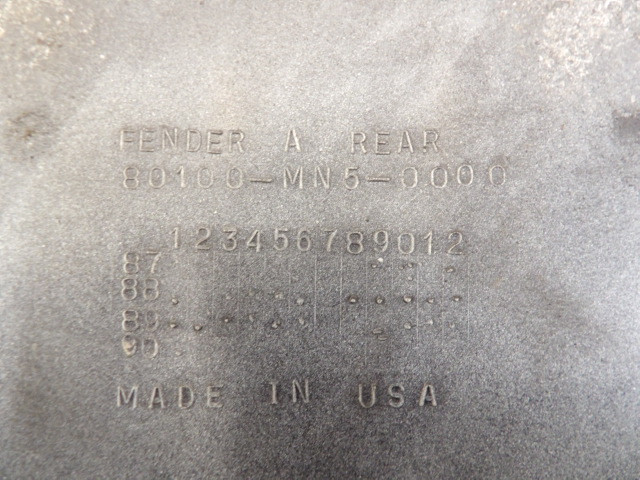 FENDER A REAR
80100-MN5-0000
123456789012
87
88
89
90
MADE IN USA